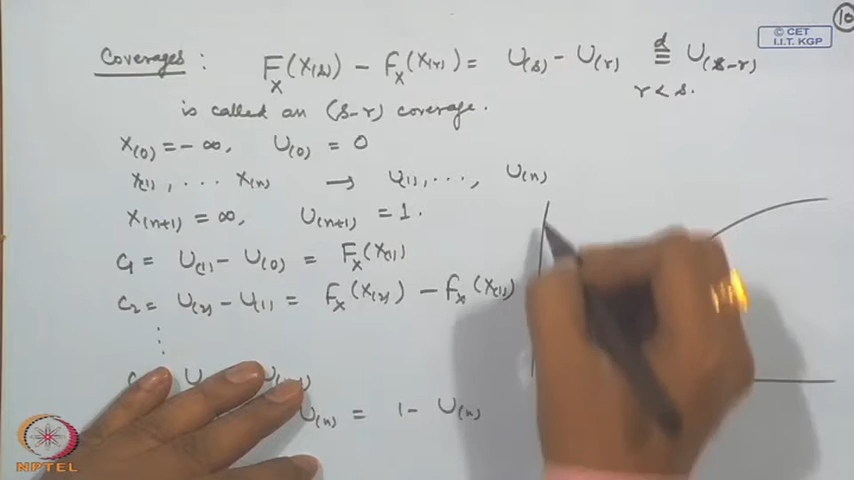 10
© CET
I.I.T. KGP
Coverages : F_X(X_(s)) - F_X(X_(r)) = U_(s) - U_(r) \stackrel{d}{=} U_(s-r)
r < s.
is called an (s-r) coverage.
X_(0) = -∞, U_(0) = 0
X_(1), ... X_(n) → U_(1), ..., U_(n)
X_(n+1) = ∞, U_(n+1) = 1.
C_1 = U_(1) - U_(0) = F_X(X_(1))
C_2 = U_(2) - U_(1) = F_X(X_(2)) - F_X(X_(1))
⋮
U_(n) = 1 - U_(n)
NPTEL